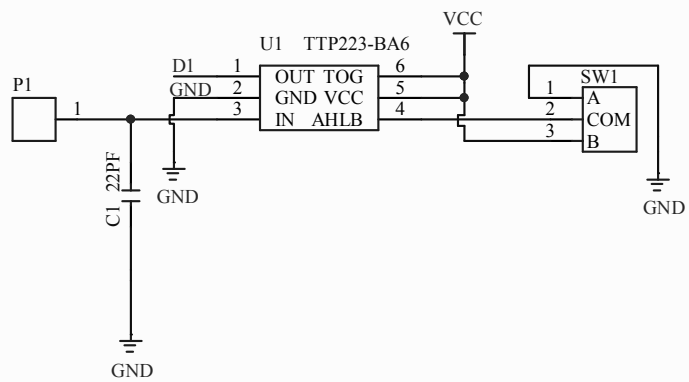 VCC
U1 TTP223-BA6
D1 1 OUT TOG 6
GND 2 GND VCC 5
3 IN AHLB 4
P1
1
SW1
1 A
2 COM
3 B
C1 22PF
GND
GND
GND